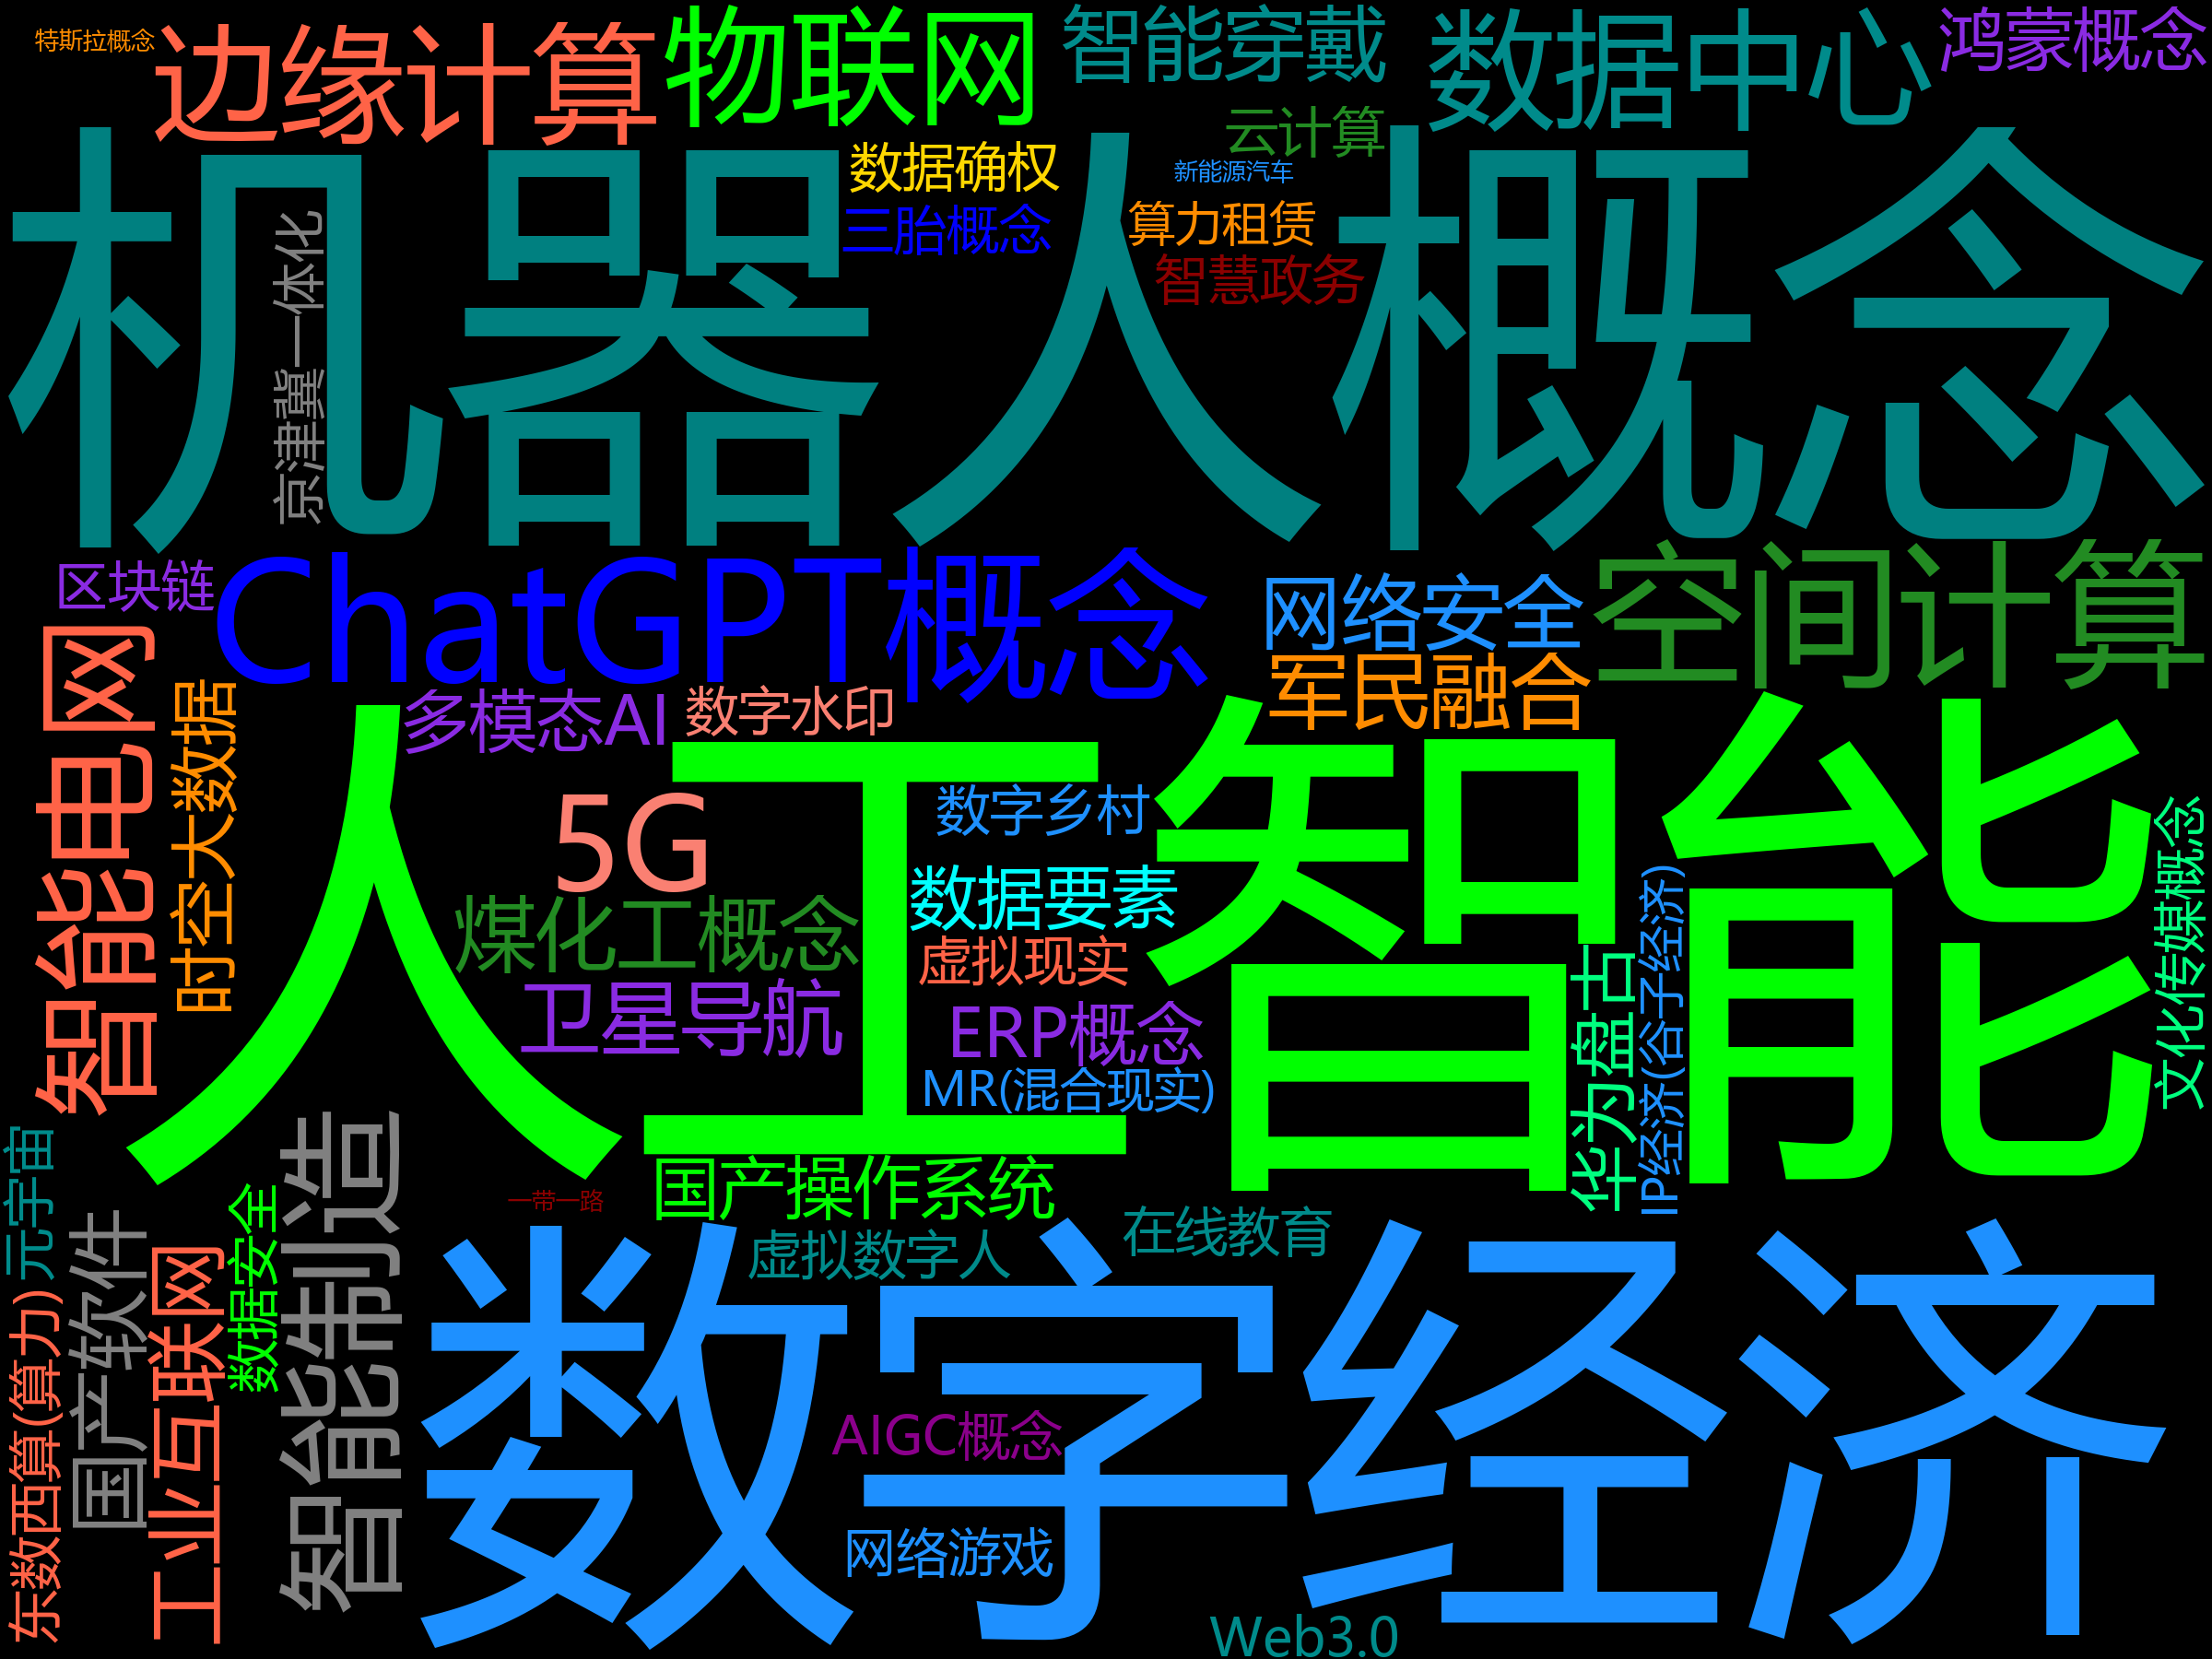 特斯拉概念
边缘计算
物联网
智能穿戴
数据中心
鸿蒙概念
云计算
数据确权
新能源汽车
三胎概念
算力租赁
智慧政务
机器人概念
京津冀一体化
区块链
ChatGPT概念
网络安全
空间计算
军民融合
智能电网
时空大数据
多模态AI
数字水印
人工智能
5G
数字乡村
煤化工概念
数据要素
虚拟现实
卫星导航
ERP概念
MR(混合现实)
华为盘古
IP经济(谷子经济)
文化传媒概念
国产操作系统
一带一路
元宇宙
东数西算(算力)
国产软件
工业互联网
数据安全
智能制造
虚拟数字人
在线教育
数字经济
AIGC概念
网络游戏
Web3.0